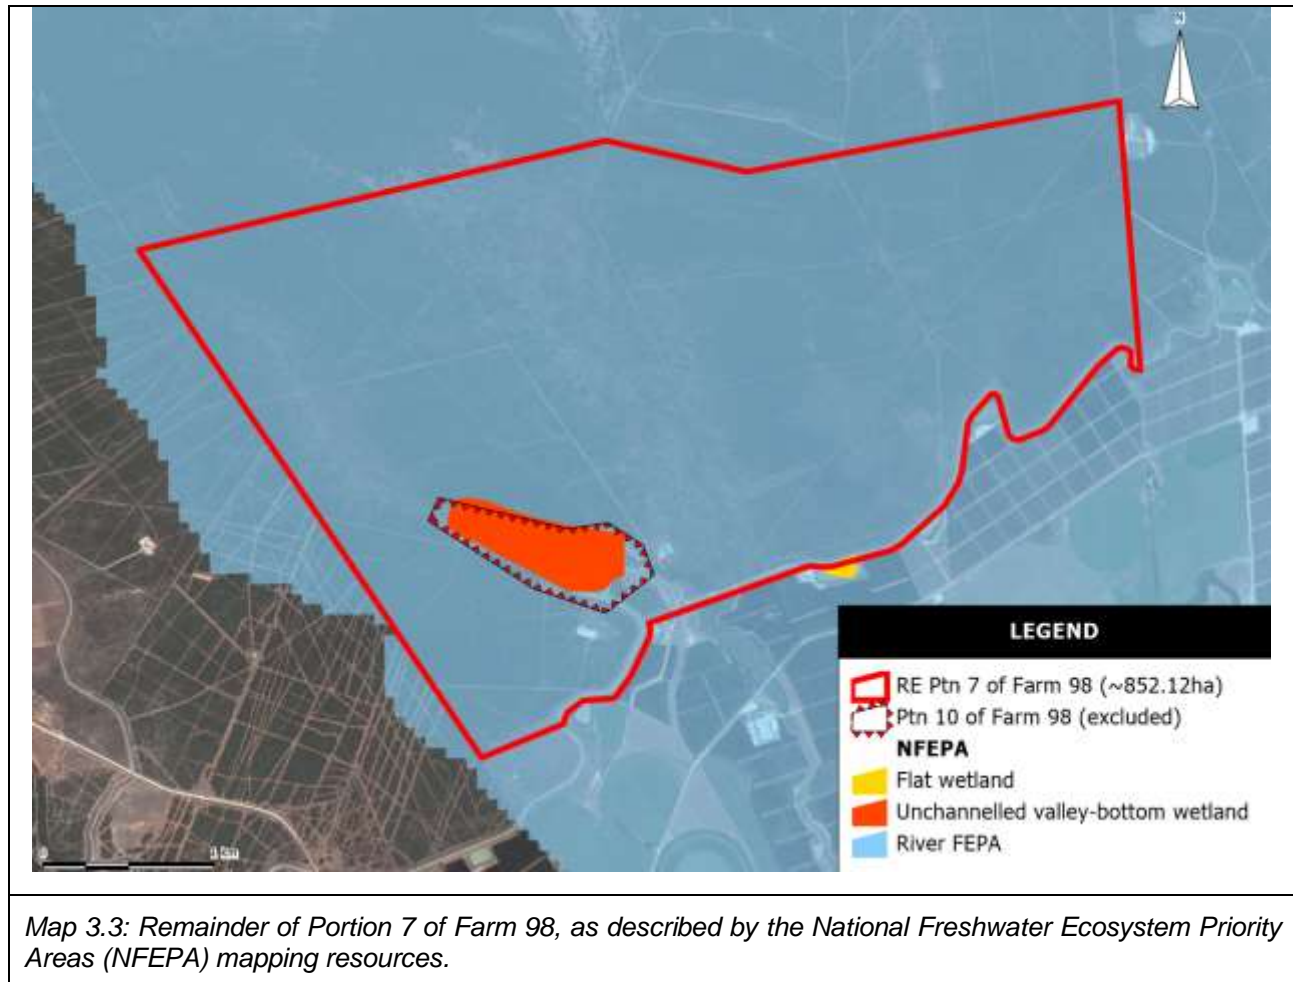 N
LEGEND
RE Ptn 7 of Farm 98 (~852.12ha)
Ptn 10 of Farm 98 (excluded)
NFEPA
Flat wetland
Unchannelled valley-bottom wetland
River FEPA
0
Map 3.3: Remainder of Portion 7 of Farm 98, as described by the National Freshwater Ecosystem Priority
Areas (NFEPA) mapping resources.